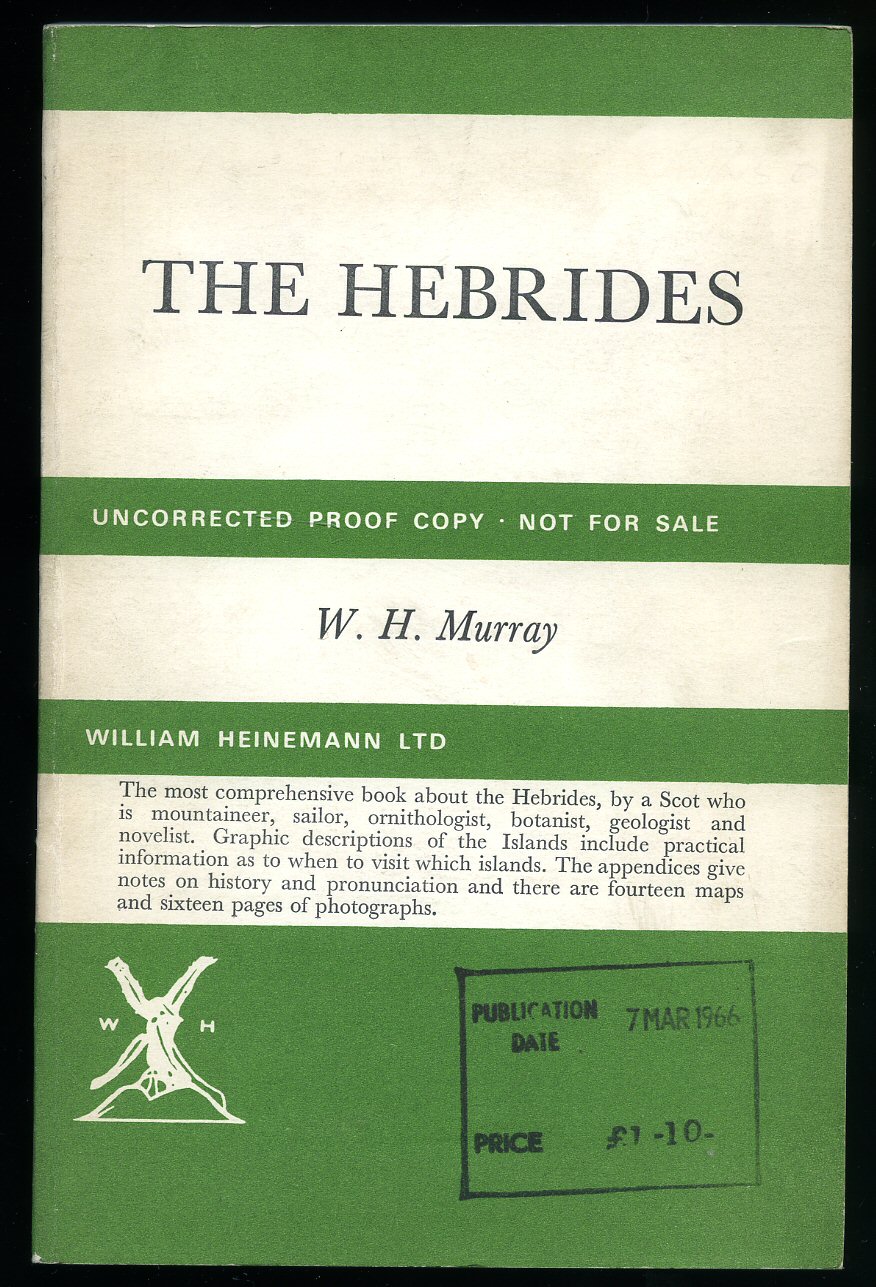 THE HEBRIDES
UNCORRECTED PROOF COPY · NOT FOR SALE
W. H. Murray
WILLIAM HEINEMANN LTD
The most comprehensive book about the Hebrides, by a Scot who
is mountaineer, sailor, ornithologist, botanist, geologist and
novelist. Graphic descriptions of the Islands include practical
information as to when to visit which islands. The appendices give
notes on history and pronunciation and there are fourteen maps
and sixteen pages of photographs.
W H
PUBLICATION 7 MAR 1966
DATE
PRICE £1-10-